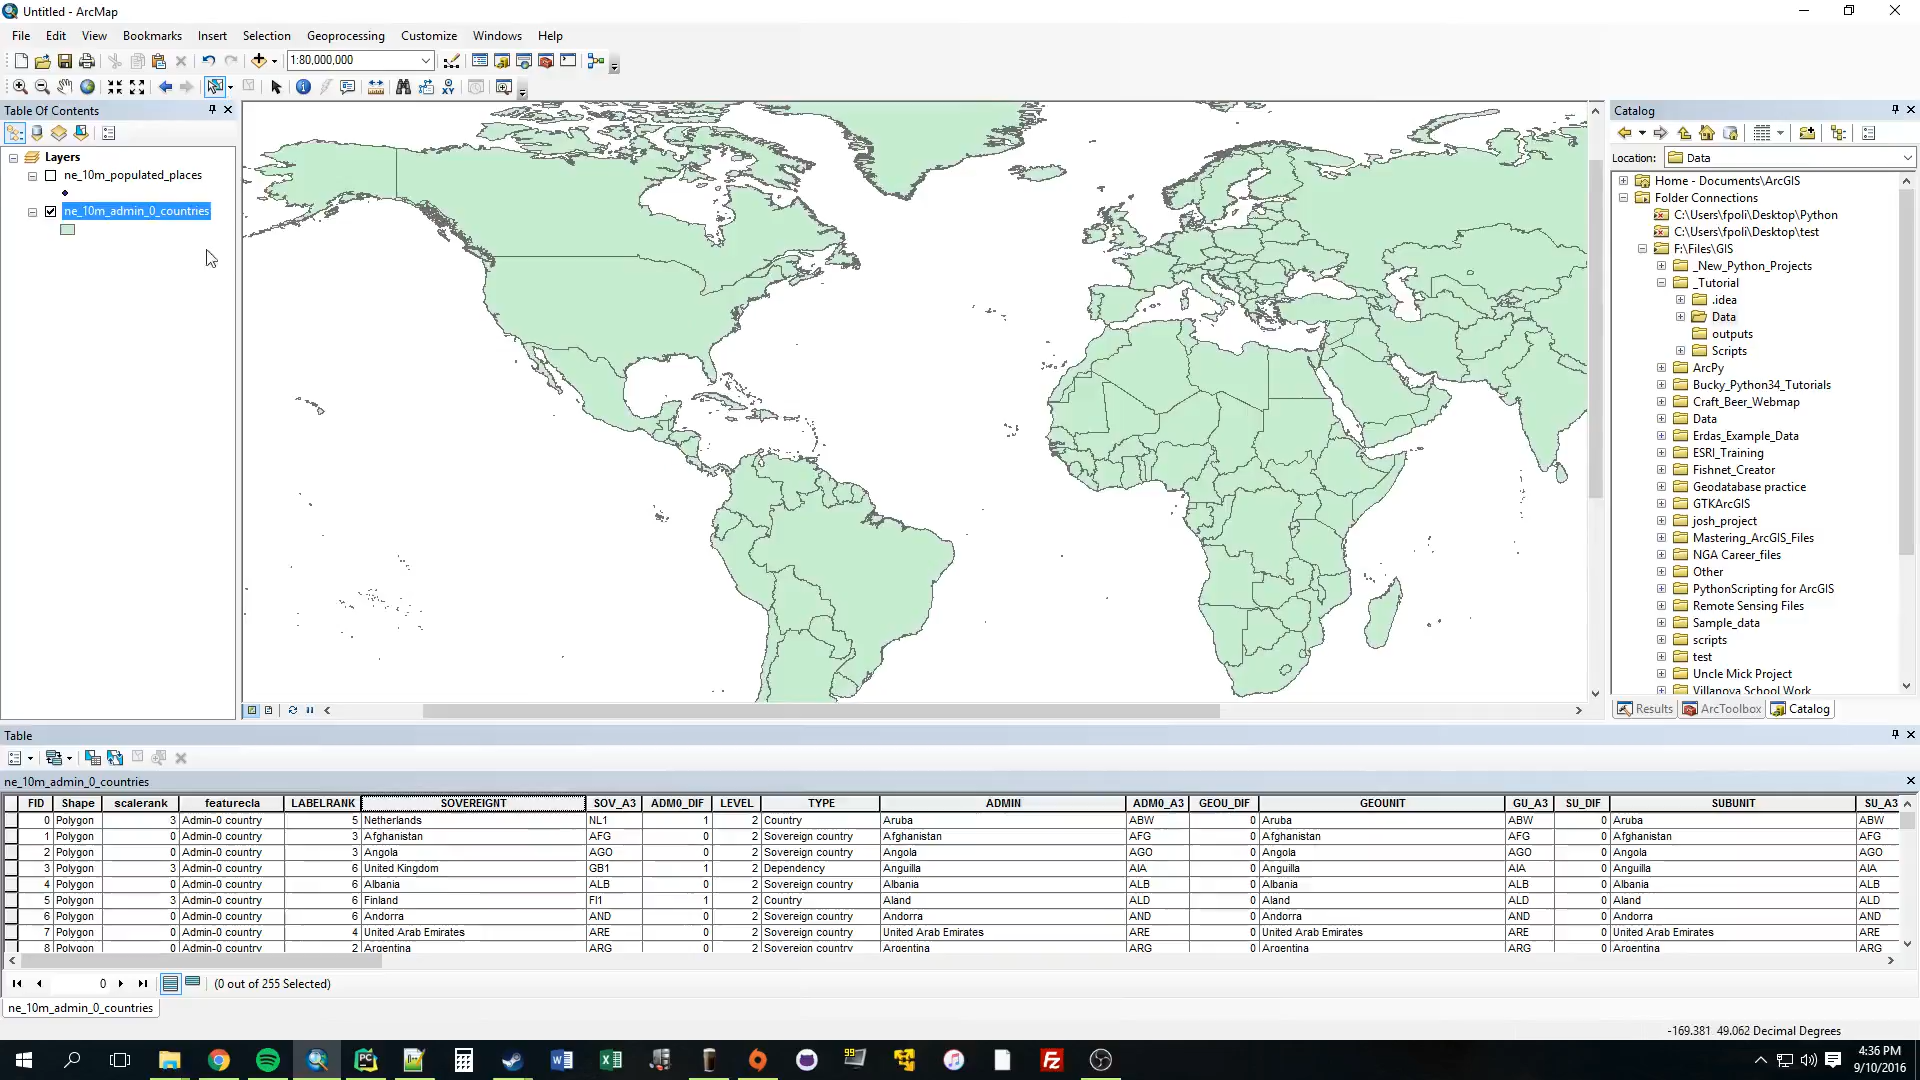 Untitled - ArcMap
File Edit View Bookmarks Insert Selection Geoprocessing Customize Windows Help
1:80,000,000
Table Of Contents
Layers
ne_10m_populated_places
ne_10m_admin_0_countries
Catalog
Location: Data
Home - Documents\ArcGIS
Folder Connections
C:\Users\fpoli\Desktop\Python
C:\Users\fpoli\Desktop\test
F:\Files\GIS
_New_Python_Projects
_Tutorial
.idea
Data
outputs
Scripts
ArcPy
Bucky_Python34_Tutorials
Craft_Beer_Webmap
Data
Erdas_Example_Data
ESRI_Training
Fishnet_Creator
Geodatabase practice
GTKArcGIS
josh_project
Mastering_ArcGIS_Files
NGA Career_files
Other
PythonScripting for ArcGIS
Remote Sensing Files
Sample_data
scripts
test
Uncle Mick Project
Villanova School Work
Results ArcToolbox Catalog
Table
ne_10m_admin_0_countries
FID Shape scalerank featurecla LABELRANK SOVEREIGNT SOV_A3 ADM0_DIF LEVEL TYPE ADMIN ADM0_A3 GEOU_DIF GEOUNIT GU_A3 SU_DIF SUBUNIT SU_A3
0 Polygon 3 Admin-0 country 5 Netherlands NL1 1 2 Country Aruba ABW 0 Aruba ABW 0 Aruba ABW
1 Polygon 0 Admin-0 country 3 Afghanistan AFG 0 2 Sovereign country Afghanistan AFG 0 Afghanistan AFG 0 Afghanistan AFG
2 Polygon 0 Admin-0 country 3 Angola AGO 0 2 Sovereign country Angola AGO 0 Angola AGO 0 Angola AGO
3 Polygon 3 Admin-0 country 6 United Kingdom GB1 1 2 Dependency Anguilla AIA 0 Anguilla AIA 0 Anguilla AIA
4 Polygon 0 Admin-0 country 6 Albania ALB 0 2 Sovereign country Albania ALB 0 Albania ALB 0 Albania ALB
5 Polygon 3 Admin-0 country 6 Finland FI1 1 2 Country Aland ALD 0 Aland ALD 0 Aland ALD
6 Polygon 0 Admin-0 country 6 Andorra AND 0 2 Sovereign country Andorra AND 0 Andorra AND 0 Andorra AND
7 Polygon 0 Admin-0 country 4 United Arab Emirates ARE 0 2 Sovereign country United Arab Emirates ARE 0 United Arab Emirates ARE 0 United Arab Emirates ARE
8 Polygon 0 Admin-0 country 2 Argentina ARG 0 2 Sovereign country Argentina ARG 0 Argentina ARG 0 Argentina ARG
0 (0 out of 255 Selected)
ne_10m_admin_0_countries
-169.381 49.062 Decimal Degrees
4:36 PM
9/10/2016